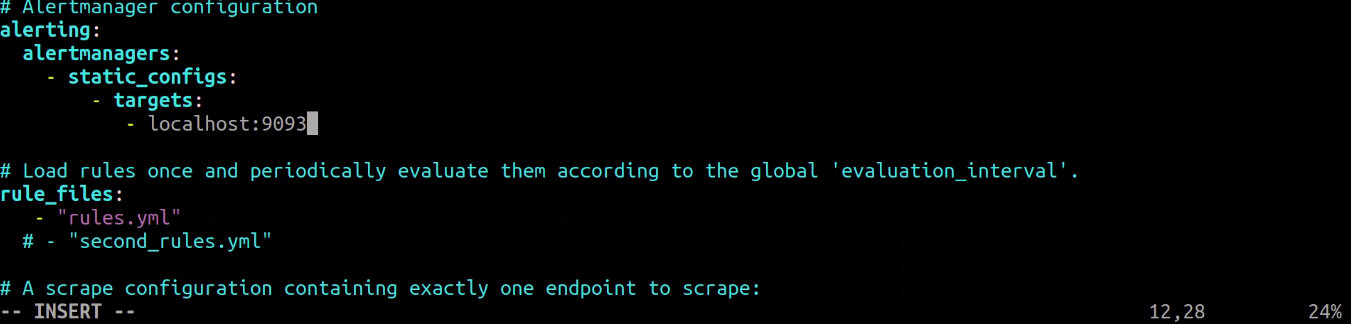 # Alertmanager configuration
alerting:
  alertmanagers:
    - static_configs:
        - targets:
           - localhost:9093

# Load rules once and periodically evaluate them according to the global 'evaluation_interval'.
rule_files:
   - "rules.yml"
  # - "second_rules.yml"

# A scrape configuration containing exactly one endpoint to scrape:
-- INSERT -- 12,28 24%